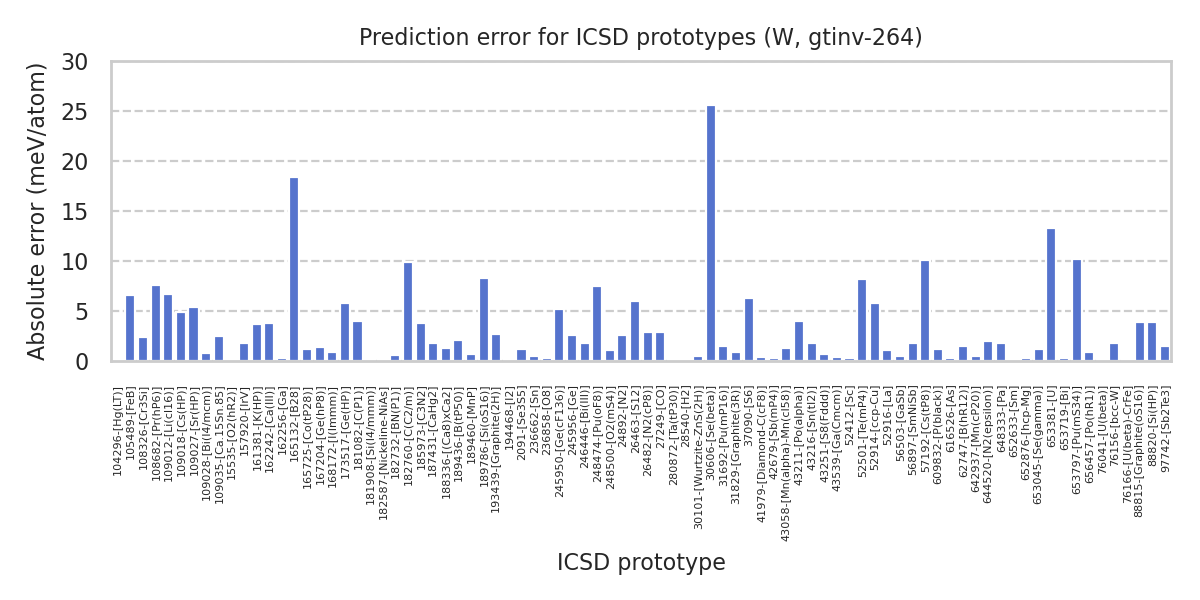 Prediction error for ICSD prototypes (W, gtinv-264)
Absolute error (meV/atom)
30
25
20
15
10
5
0
104296-[Hg(LT)]
105489-[FeB]
108326-[Cr3Si]
108682-[Pr(hP6)]
109012-[Li(cI16)]
109018-[Cs(HP)]
109027-[Sr(HP)]
109028-[Bi(I4/mcm)]
109035-[Ca.15Sn.85]
15535-[O2(hR2)]
157920-[IrV]
161381-[K(HP)]
162242-[Ca(III)]
162256-[Ga]
165132-[B28]
165725-[Co(tP28)]
167204-[Ge(hP8)]
168172-[I(Immm)]
173517-[Ge(HP)]
181082-[C(P1)]
181908-[Si(I4/mmm)]
182587-[Nickeline-NiAs]
182732-[BN(P1)]
182760-[C(C2/m)]
185973-[C3N2]
187431-[CaHg2]
188336-[(Ca8)xCa2]
189436-[B(tP50)]
189460-[MnP]
189786-[Si(oS16)]
193439-[Graphite(2H)]
194468-[I2]
2091-[Se3S5]
236662-[Sn]
236858-[O8]
245950-[Ge(cF136)]
245956-[Ge]
246446-[Bi(III)]
248474-[Pu(oF8)]
248500-[O2(mS4)]
24892-[N2]
26463-[S12]
26482-[N2(cP8)]
27249-[CO]
280872-[Ta(tP30)]
28540-[H2]
30101-[Wurtzite-ZnS(2H)]
30606-[Se(beta)]
31692-[Pu(mP16)]
31829-[Graphite(3R)]
37090-[S6]
41979-[Diamond-C(cF8)]
42679-[Sb(mP4)]
43058-[Mn(alpha)-Mn(cI58)]
43211-[Po(alpha)]
43216-[Sn(tI2)]
43251-[S8(Fddd)]
43539-[Ga(Cmcm)]
52412-[Sc]
52501-[Te(mP4)]
52914-[ccp-Cu]
52916-[La]
56503-[GaSb]
56897-[SmNiSb]
57192-[Cs(tP8)]
609832-[P(black)]
616526-[As]
62747-[B(hR12)]
642937-[Mn(cP20)]
644520-[N2(epsilon)]
648333-[Pa]
652633-[Sm]
652876-[hcp-Mg]
653045-[Se(gamma)]
653381-[U]
653719-[U]
653797-[Pu(mS34)]
656457-[Po(hR1)]
76041-[U(beta)]
76156-[bcc-W]
76166-[U(beta)-CrFe]
88815-[Graphite(oS16)]
88820-[Si(HP)]
97742-[Sb2Te3]
ICSD prototype